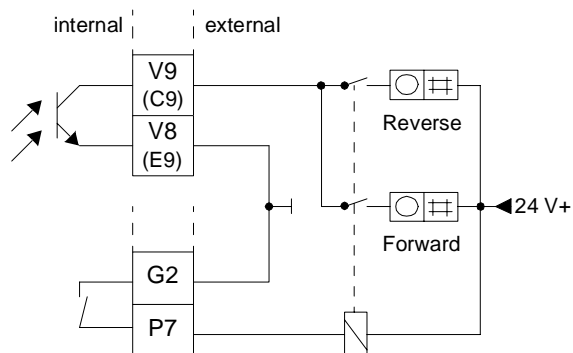 internal external
V9
(C9)
V8
(E9)
Reverse
24 V+
Forward
G2
P7